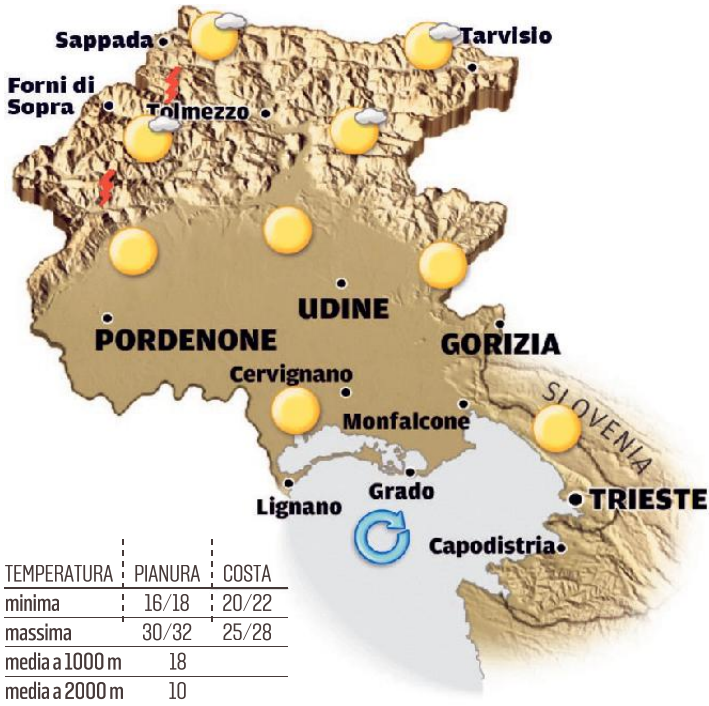 Sappada
Tarvisio
Forni di
Sopra
Tolmezzo
UDINE
PORDENONE
GORIZIA
Cervignano
SLOVENIA
Monfalcone
Lignano
Grado
TRIESTE
Capodistria
TEMPERATURA PIANURA COSTA
minima 16/18 20/22
massima 30/32 25/28
media a 1000 m 18
media a 2000 m 10